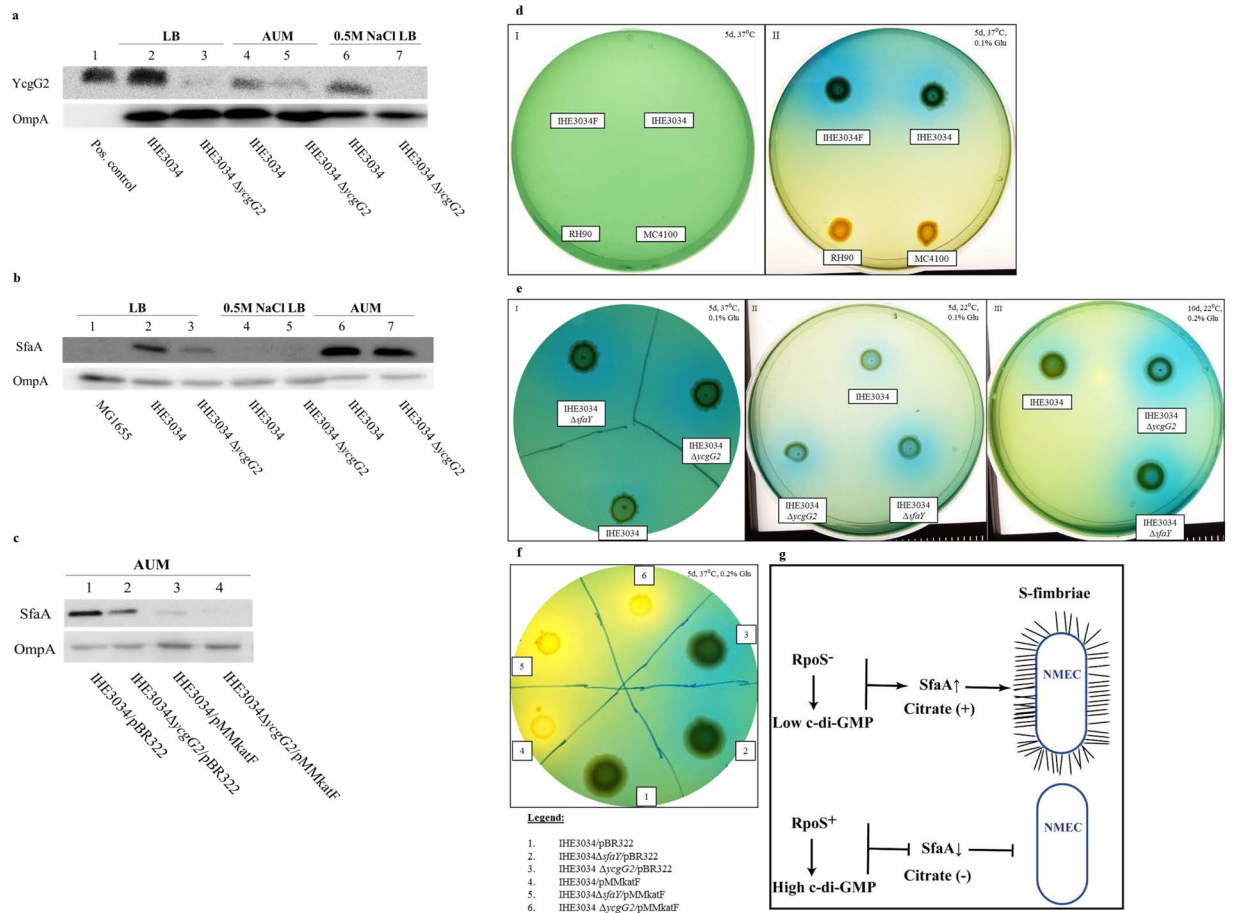 a
LB AUM 0.5M NaCl LB
1 2 3 4 5 6 7
YcgG2
OmpA
Pos. control
IHE3034
IHE3034 ΔycgG2
IHE3034
IHE3034 ΔycgG2
IHE3034
IHE3034 ΔycgG2
b
LB 0.5M NaCl LB AUM
1 2 3 4 5 6 7
SfaA
OmpA
MG1655
IHE3034
IHE3034 ΔycgG2
IHE3034
IHE3034 ΔycgG2
IHE3034
IHE3034 ΔycgG2
c
AUM
1 2 3 4
SfaA
OmpA
IHE3034/pBR322
IHE3034ΔycgG2/pBR322
IHE3034/pMMkatF
IHE3034ΔycgG2/pMMkatF
d
I
5d, 37⁰C
IHE3034F IHE3034
RH90 MC4100
II
5d, 37⁰C,
0.1% Glu
IHE3034F IHE3034
RH90 MC4100
e
I
5d, 37⁰C,
0.1% Glu
IHE3034
ΔsfaY
IHE3034
ΔycgG2
IHE3034
II
5d, 22⁰C,
0.1% Glu
IHE3034
IHE3034
ΔycgG2
IHE3034
ΔsfaY
III
10d, 22⁰C,
0.2% Glu
IHE3034
IHE3034
ΔycgG2
IHE3034
ΔsfaY
f
5d, 37⁰C, 0.2% Glu
6
3
5
2
4
1
Legend:
1. IHE3034/pBR322
2. IHE3034ΔsfaY/pBR322
3. IHE3034 ΔycgG2/pBR322
4. IHE3034/pMMkatF
5. IHE3034ΔsfaY/pMMkatF
6. IHE3034 ΔycgG2/pMMkatF
g
S-fimbriae
RpoS⁻
Low c-di-GMP
SfaA↑
Citrate (+)
NMEC
RpoS⁺
High c-di-GMP
SfaA↓
Citrate (-)
NMEC